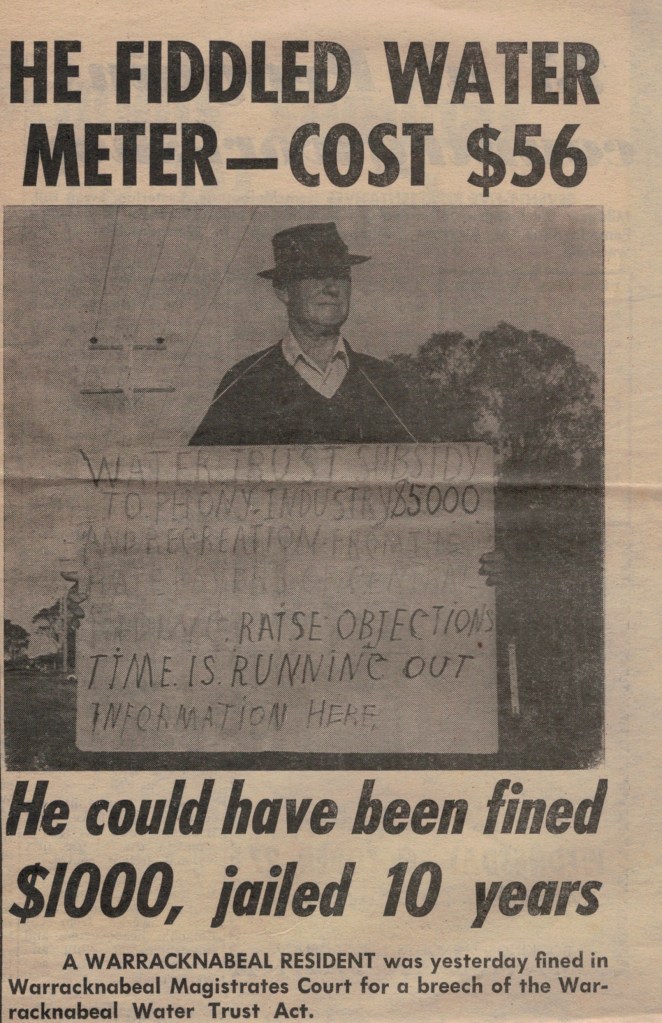 HE FIDDLED WATER
METER—COST $56
WATER TRUST SUBSIDY
TO PHONY. INDUSTRY $5000
AND RECREATION. FROM THE
RAISE OBJECTIONS
TIME. IS. RUNNING OUT
INFORMATION HERE
He could have been fined
$1000, jailed 10 years
A WARRACKNABEAL RESIDENT was yesterday fined in
Warracknabeal Magistrates Court for a breech of the War-
racknabeal Water Trust Act.